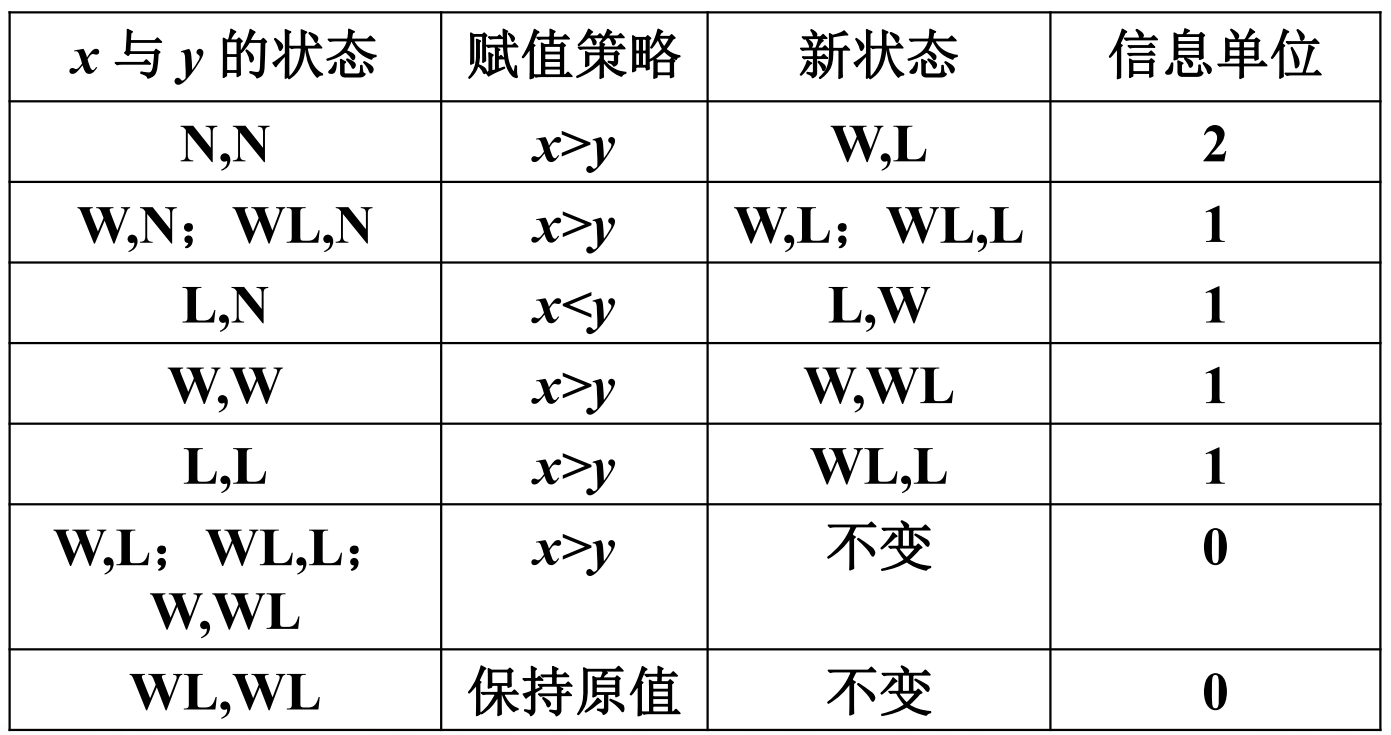 x 与 y 的状态 赋值策略 新状态 信息单位
N,N x>y W,L 2
W,N；WL,N x>y W,L；WL,L 1
L,N x<y L,W 1
W,W x>y W,WL 1
L,L x>y WL,L 1
W,L；WL,L； x>y 不变 0
W,WL
WL,WL 保持原值 不变 0